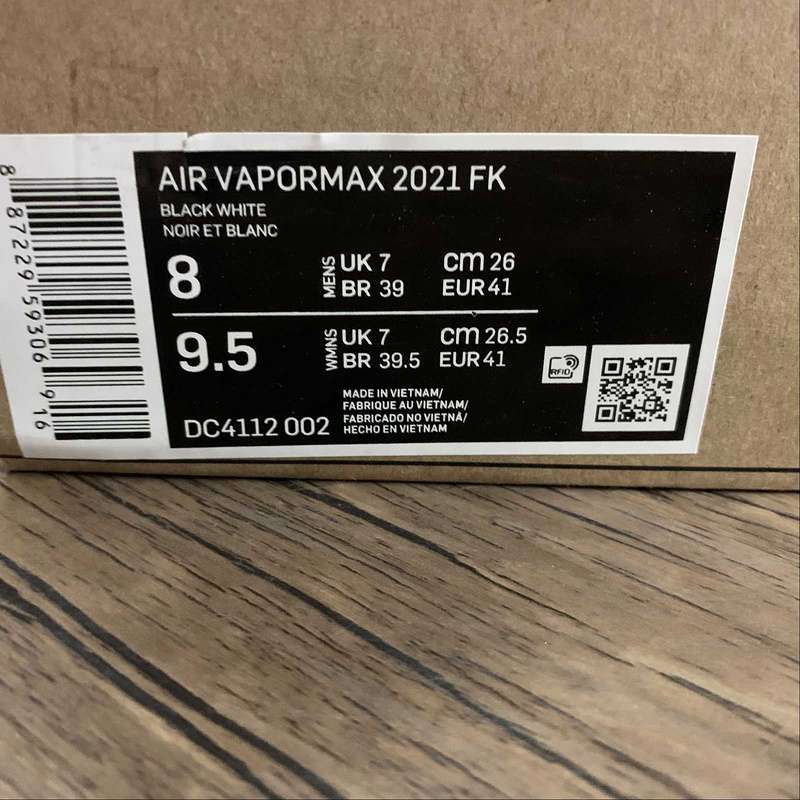 AIR VAPORMAX 2021 FK
BLACK WHITE
NOIR ET BLANC
8 MENS UK 7 cm 26
BR 39 EUR 41
9.5 WMNS UK 7 cm 26.5
BR 39.5 EUR 41
DC4112 002
MADE IN VIETNAM/
FABRIQUE AU VIETNAM/
FABRICADO NO VIETNÃ/
HECHO EN VIETNAM
RFID
8 87229 59306 916